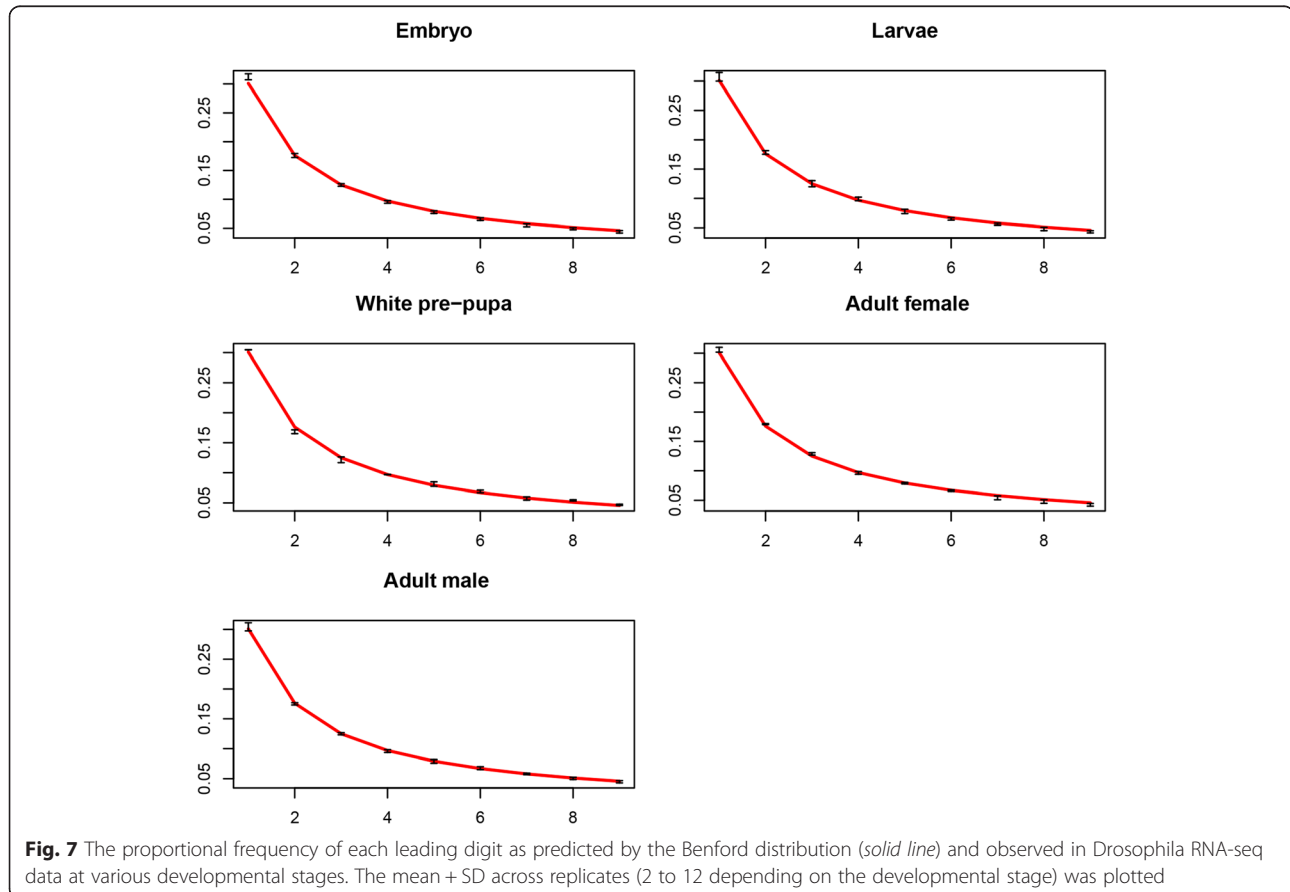 Embryo
Larvae
0.25
0.15
0.05
2 4 6 8
0.25
0.15
0.05
2 4 6 8
White pre−pupa
Adult female
0.25
0.15
0.05
2 4 6 8
0.25
0.15
0.05
2 4 6 8
Adult male
0.25
0.15
0.05
2 4 6 8
Fig. 7 The proportional frequency of each leading digit as predicted by the Benford distribution (solid line) and observed in Drosophila RNA-seq
data at various developmental stages. The mean + SD across replicates (2 to 12 depending on the developmental stage) was plotted